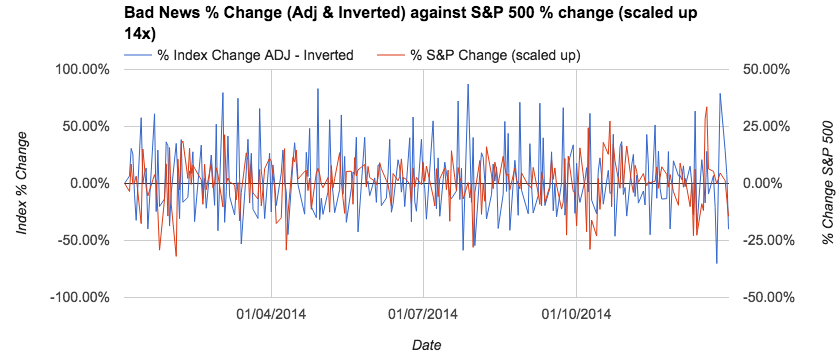 Bad News % Change (Adj & Inverted) against S&P 500 % change (scaled up
14x)
% Index Change ADJ - Inverted % S&P Change (scaled up)
100.00% 50.00%
50.00% 25.00%
0.00% 0.00%
-50.00% -25.00%
-100.00% -50.00%
Index % Change
% Change S&P 500
01/04/2014 01/07/2014 01/10/2014
Date